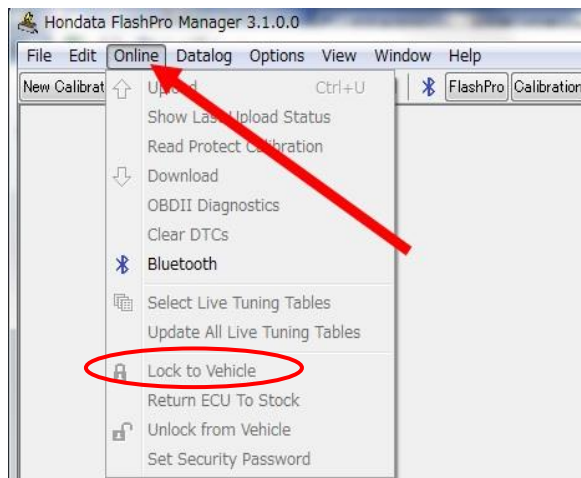 Hondata FlashPro Manager 3.1.0.0
File Edit Online Datalog Options View Window Help
New Calibrat FlashPro Calibration
Upload Ctrl+U
Show Last Upload Status
Read Protect Calibration
Download
OBDII Diagnostics
Clear DTCs
Bluetooth
Select Live Tuning Tables
Update All Live Tuning Tables
Lock to Vehicle
Return ECU To Stock
Unlock from Vehicle
Set Security Password